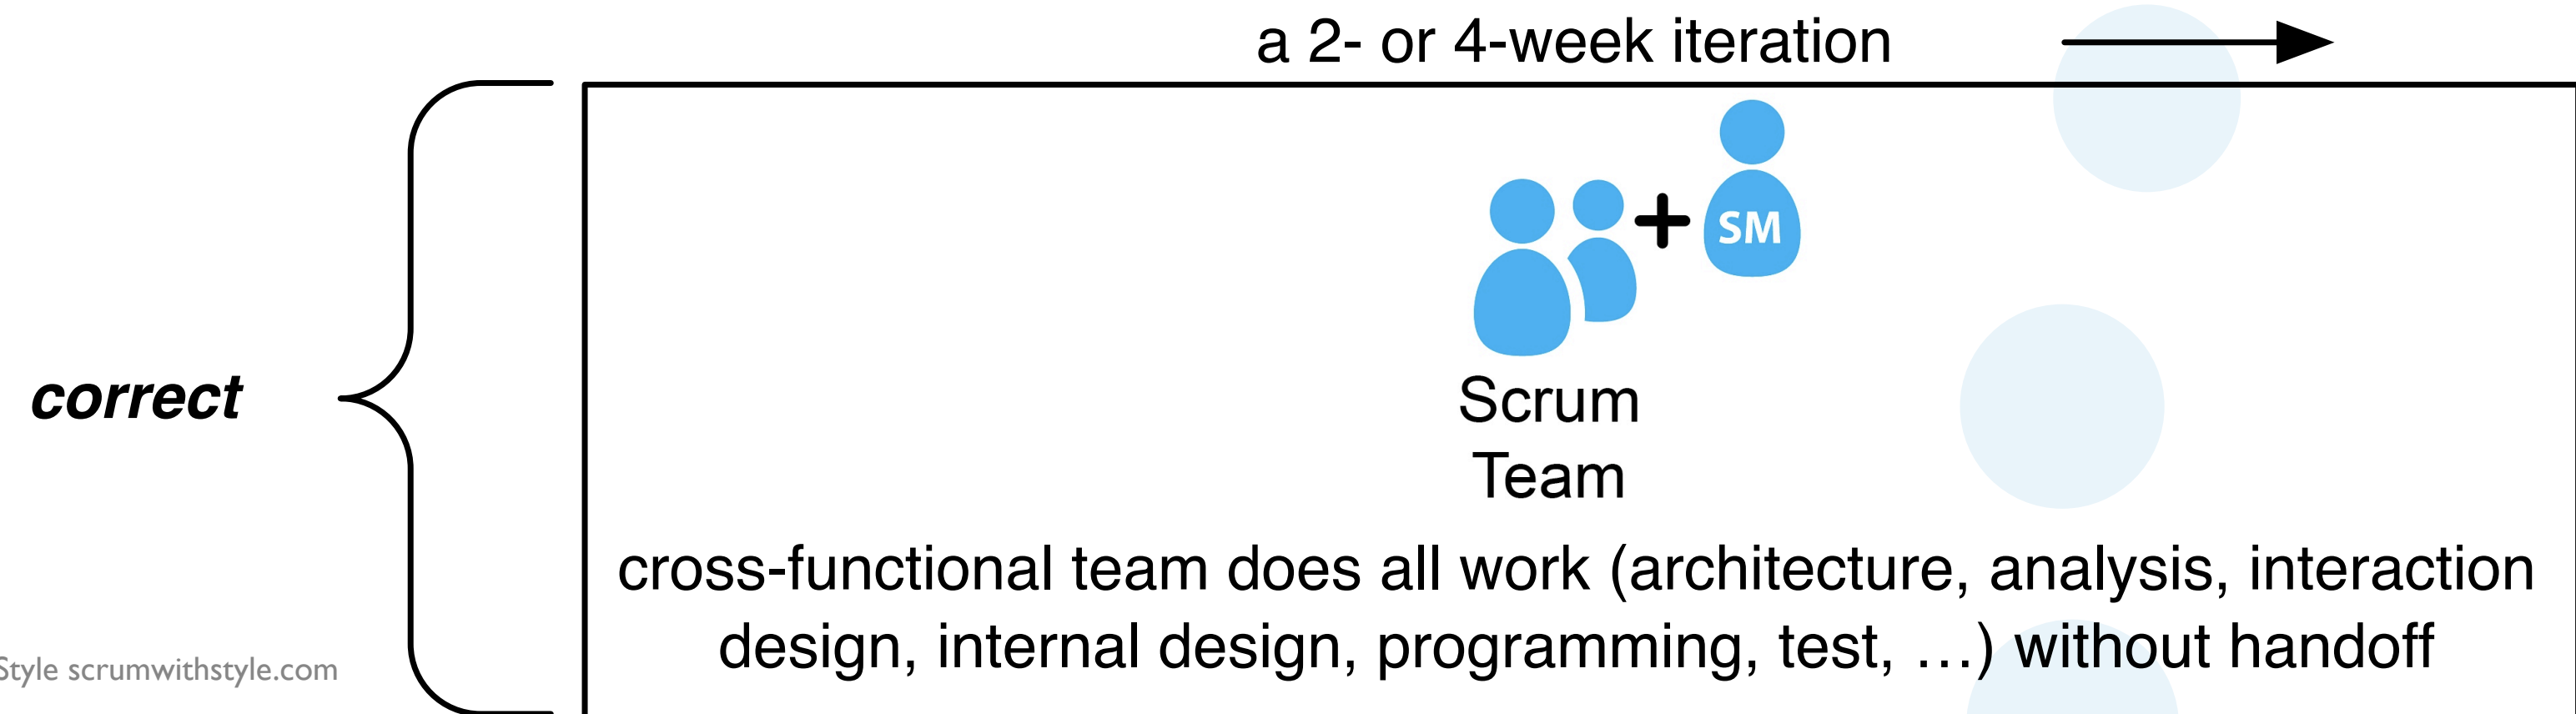 a 2- or 4-week iteration
+
SM
correct
Scrum
Team
cross-functional team does all work (architecture, analysis, interaction
design, internal design, programming, test, …) without handoff
Style scrumwithstyle.com